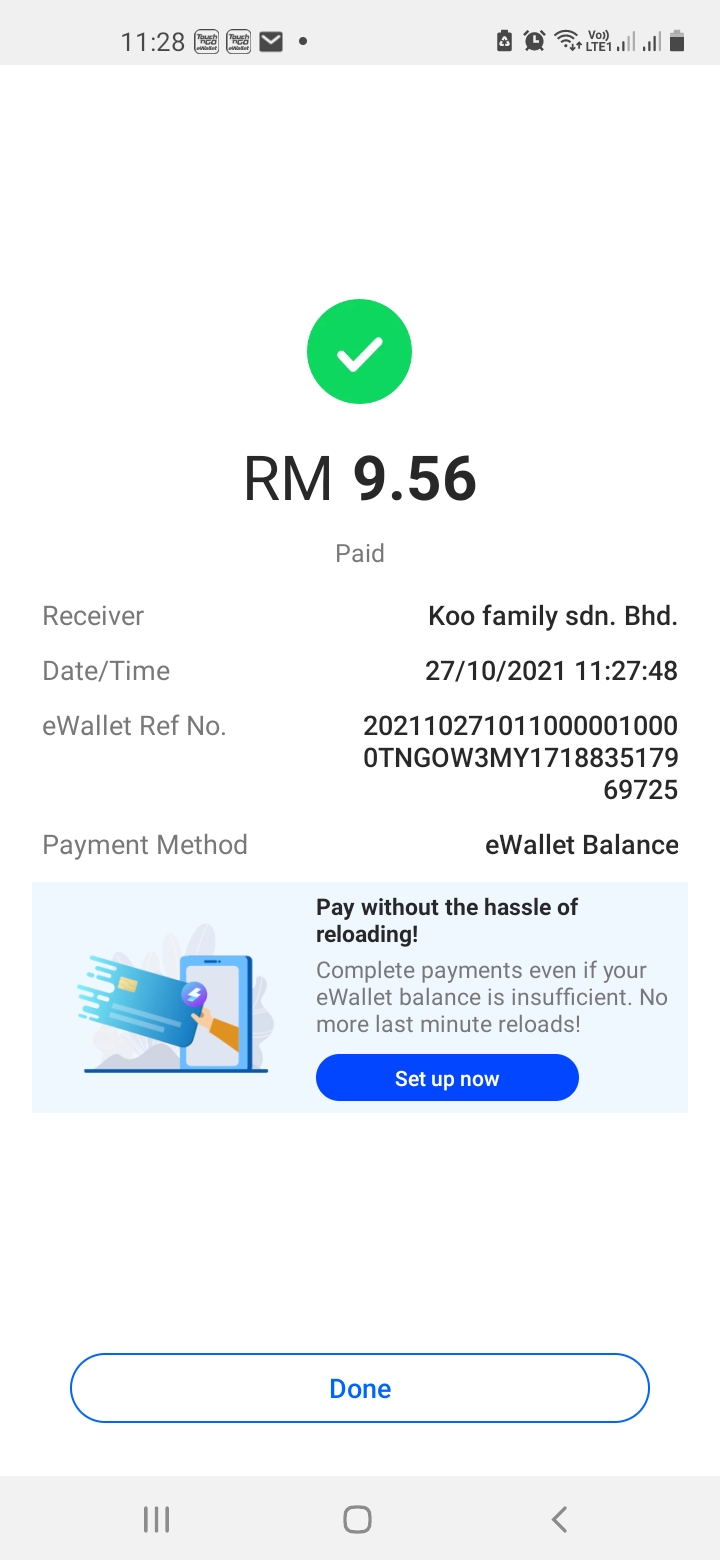 11:28
Touch 'n GO eWallet Touch 'n GO eWallet
Vo)) LTE1
RM 9.56
Paid
Receiver Koo family sdn. Bhd.
Date/Time 27/10/2021 11:27:48
eWallet Ref No. 202110271011000001000
0TNGOW3MY1718835179
69725
Payment Method eWallet Balance
Pay without the hassle of
reloading!
Complete payments even if your
eWallet balance is insufficient. No
more last minute reloads!
Set up now
Done